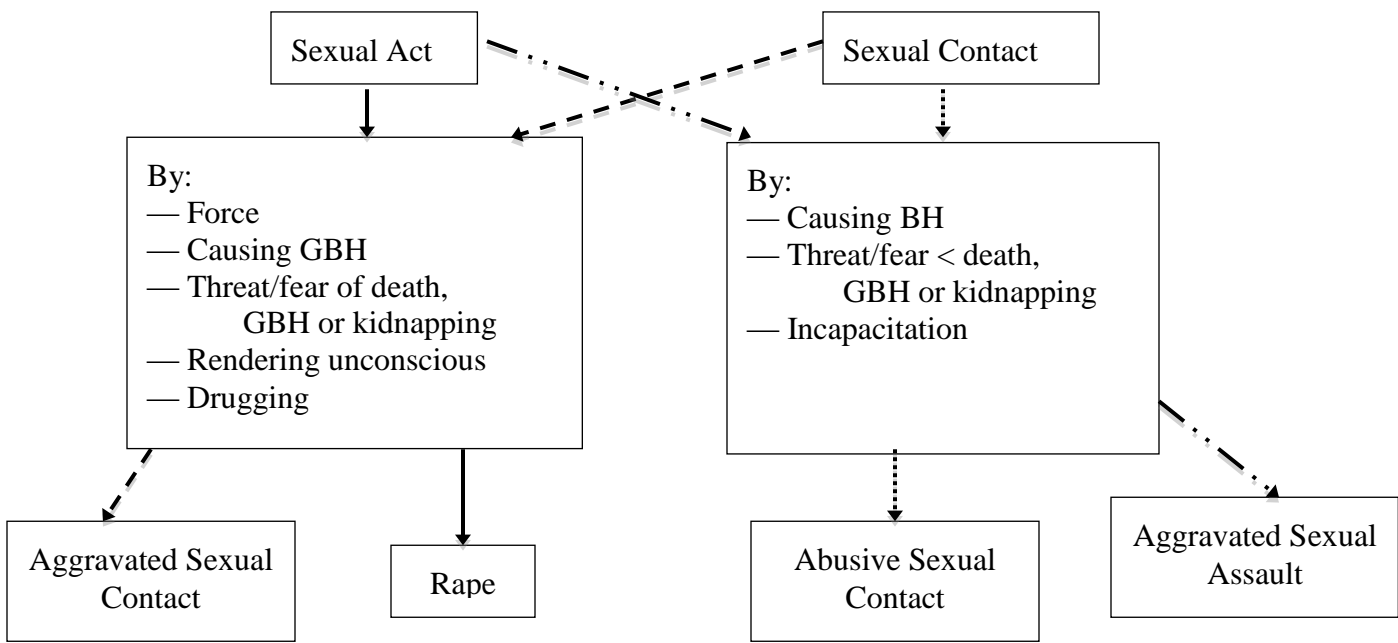 Sexual Act
Sexual Contact
By:
— Force
— Causing GBH
— Threat/fear of death,
GBH or kidnapping
— Rendering unconscious
— Drugging
By:
— Causing BH
— Threat/fear < death,
GBH or kidnapping
— Incapacitation
Aggravated Sexual
Contact
Rape
Abusive Sexual
Contact
Aggravated Sexual
Assault